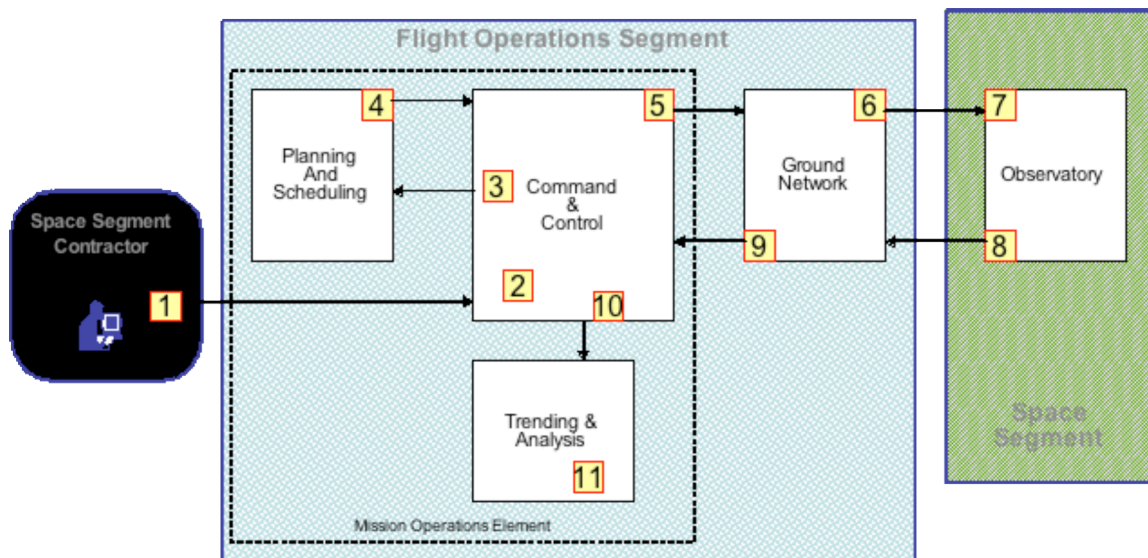 Flight Operations Segment
4
5
6
7
Planning
And
Scheduling
3
Command
&
Control
Ground
Network
Observatory
Space Segment
Contractor
1
2
9
8
10
Trending &
Analysis
11
Mission Operations Element
Space
Segment